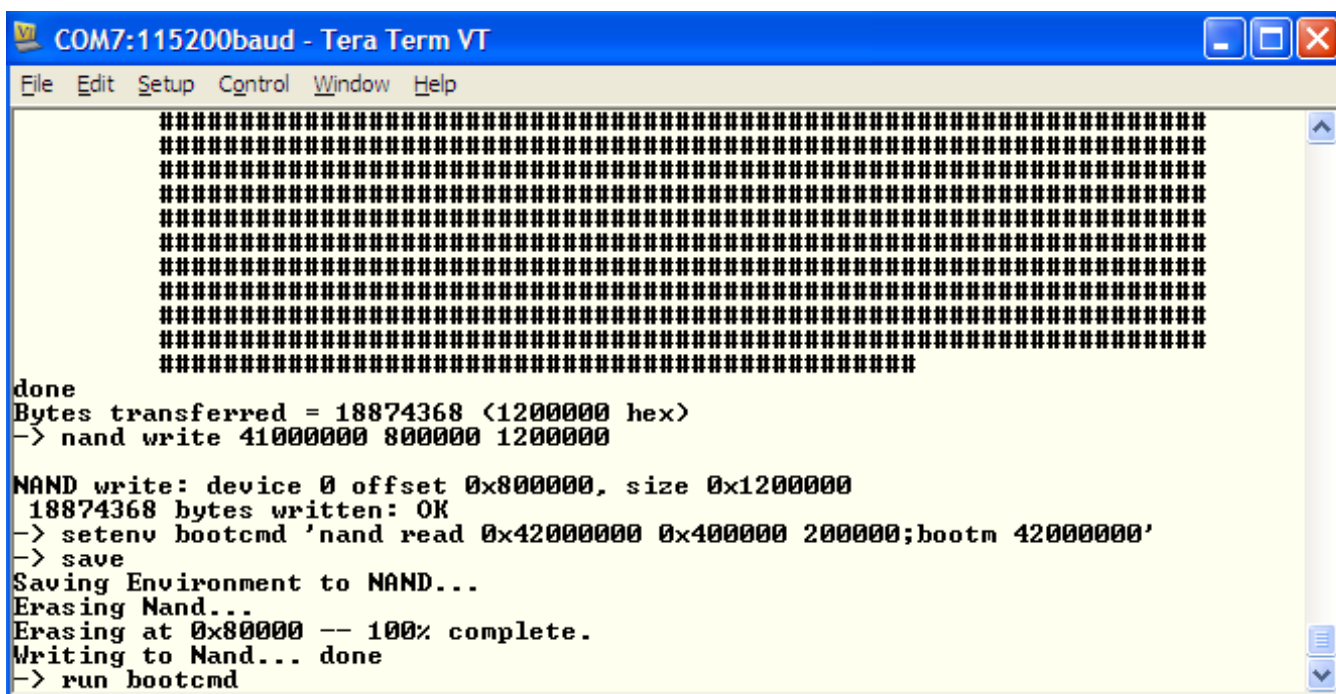 COM7:115200baud - Tera Term VT
File Edit Setup Control Window Help
#################################################################
#################################################################
#################################################################
#################################################################
#################################################################
#################################################################
#################################################################
#################################################################
#################################################################
#################################################################
###############################################
done
Bytes transferred = 18874368 (1200000 hex)
-> nand write 41000000 800000 1200000
NAND write: device 0 offset 0x800000, size 0x1200000
18874368 bytes written: OK
-> setenv bootcmd 'nand read 0x42000000 0x400000 200000;bootm 42000000'
-> save
Saving Environment to NAND...
Erasing Nand...
Erasing at 0x80000 -- 100% complete.
Writing to Nand... done
-> run bootcmd